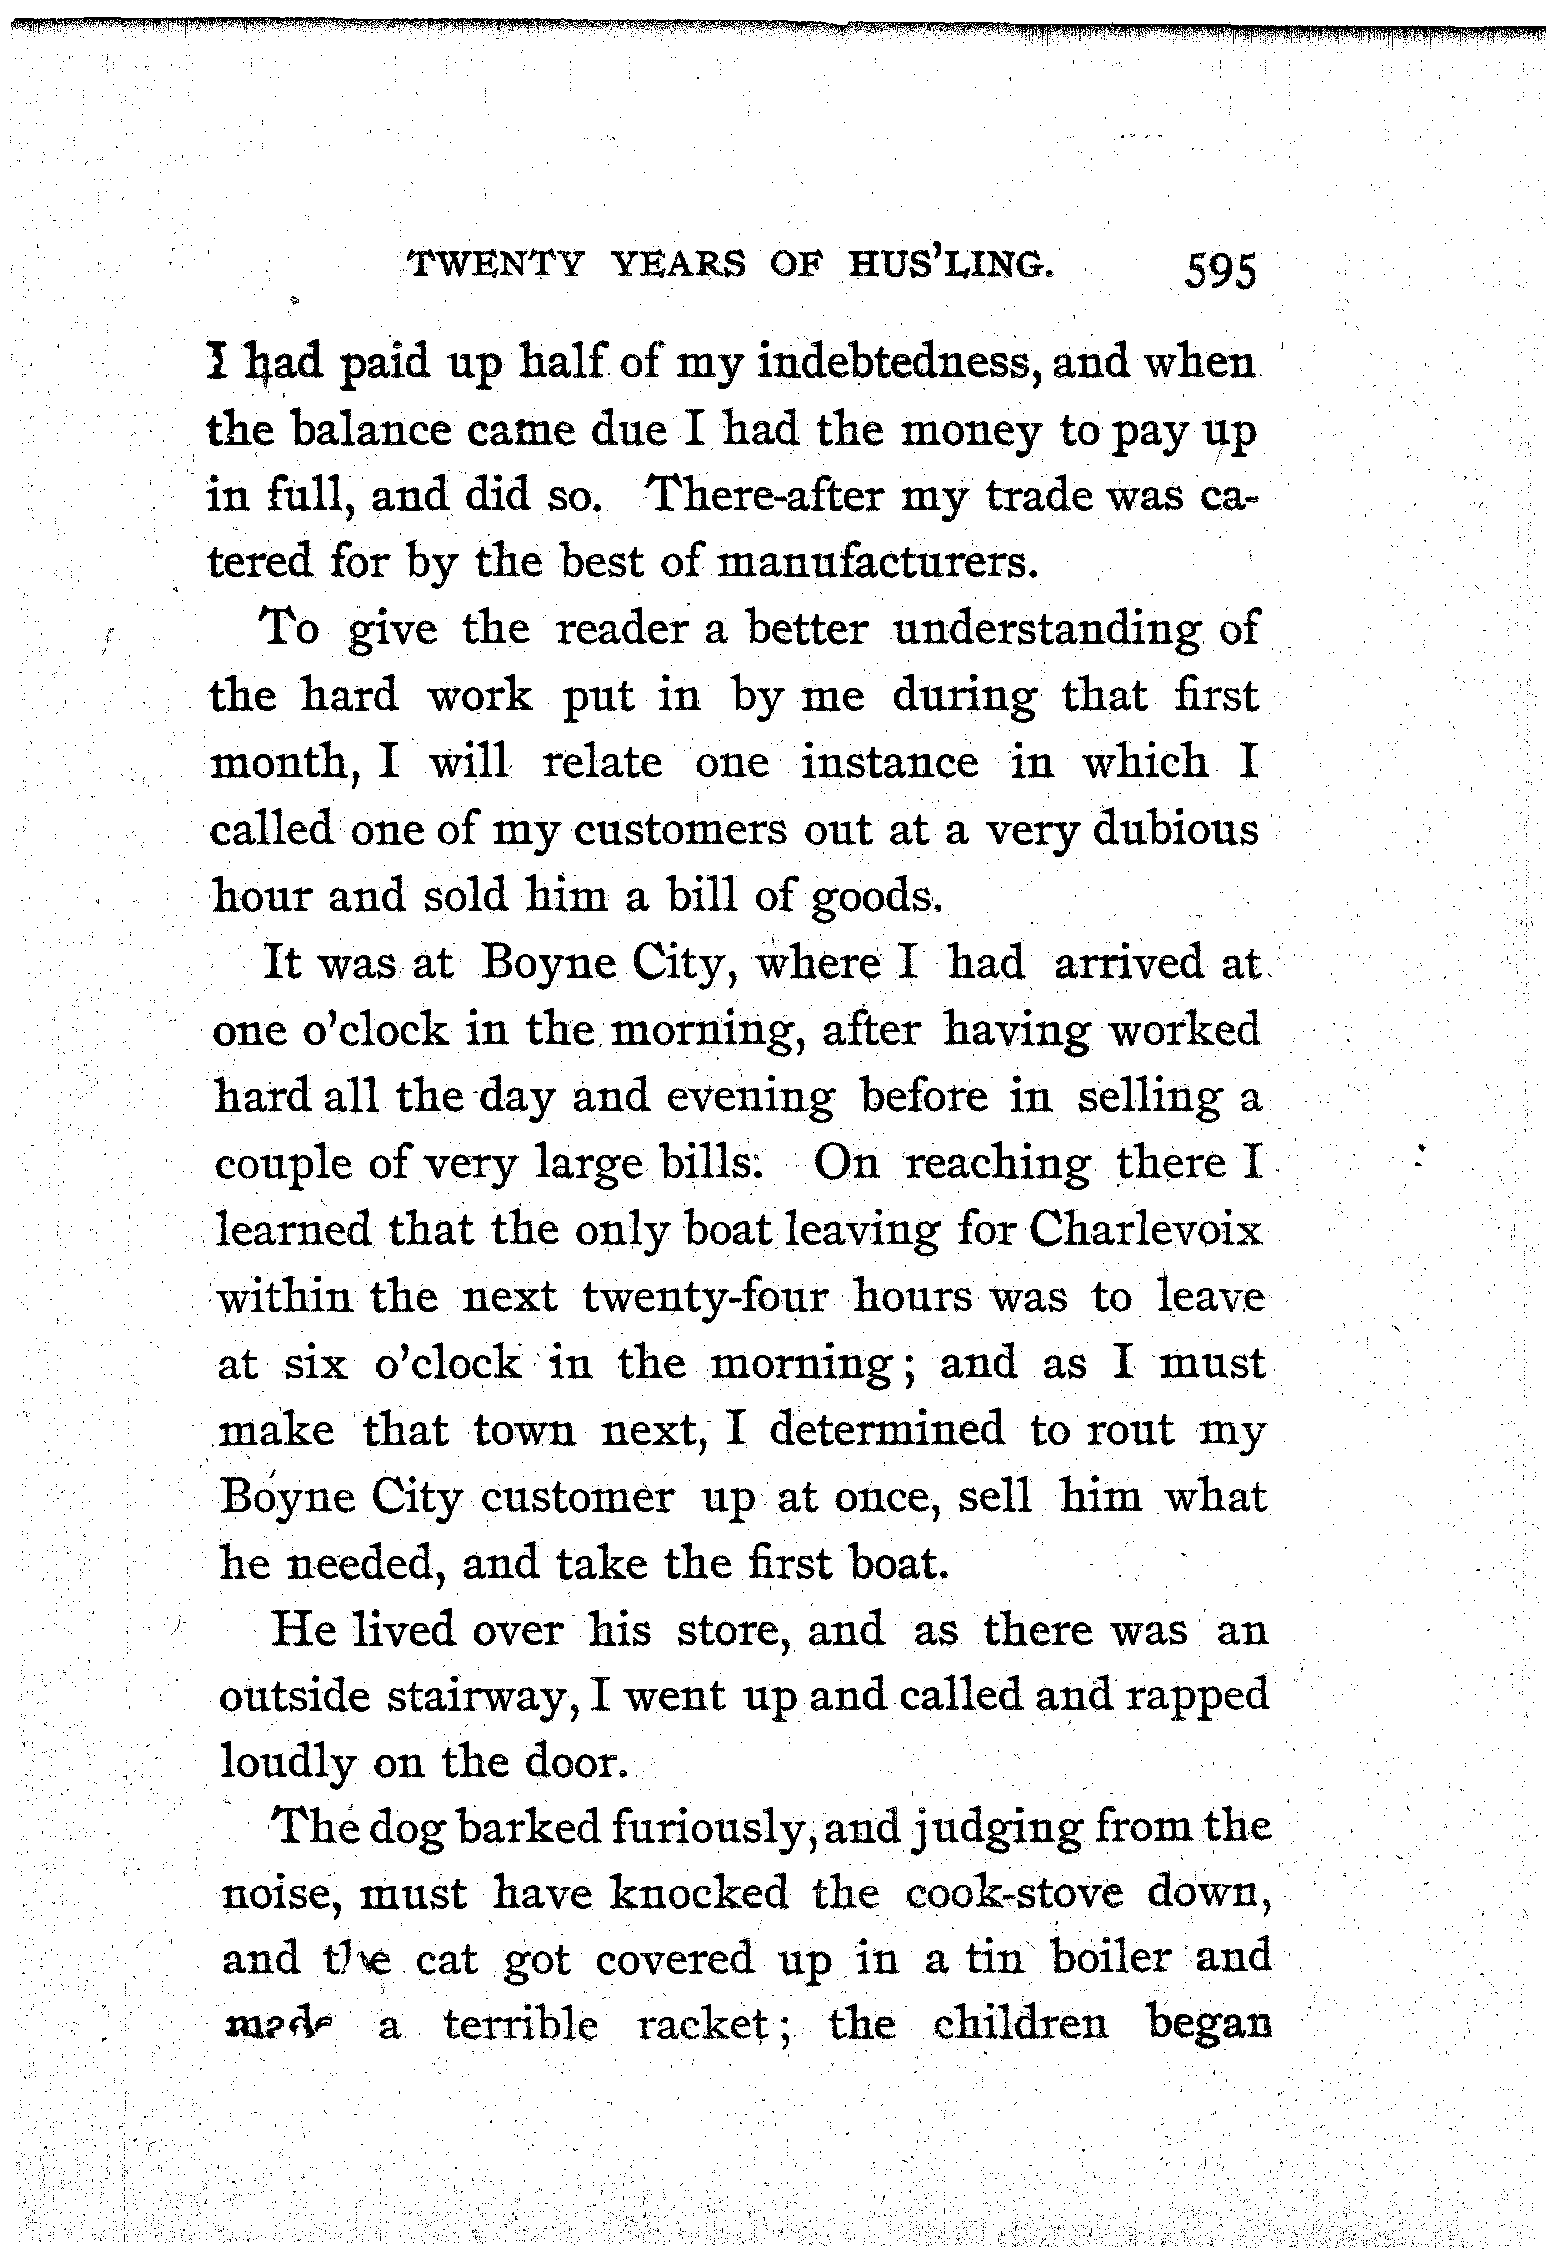 TWENTY YEARS OF HUS'LING. 595
I had paid up half of my indebtedness, and when
the balance came due I had the money to pay up
in full, and did so. There-after my trade was ca-
tered for by the best of manufacturers.
To give the reader a better understanding of
the hard work put in by me during that first
month, I will relate one instance in which I
called one of my customers out at a very dubious
hour and sold him a bill of goods.
It was at Boyne City, where I had arrived at
one o'clock in the morning, after having worked
hard all the day and evening before in selling a
couple of very large bills. On reaching there I
learned that the only boat leaving for Charlevoix
within the next twenty-four hours was to leave
at six o'clock in the morning; and as I must
make that town next, I determined to rout my
Boyne City customer up at once, sell him what
he needed, and take the first boat.
He lived over his store, and as there was an
outside stairway, I went up and called and rapped
loudly on the door.
The dog barked furiously, and judging from the
noise, must have knocked the cook-stove down,
and the cat got covered up in a tin boiler and
made a terrible racket; the children began